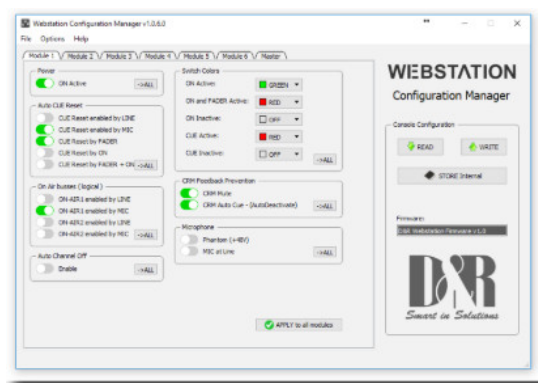 Webstation Configuration Manager v1.0.6.0
File Options Help
Module 1 Module 2 Module 3 Module 4 Module 5 Module 6 Master
Power
ON Active ->ALL
Auto CUE Reset
CUE Reset enabled by LINE
CUE Reset enabled by MIC
CUE Reset by FADER
CUE Reset by ON
CUE Reset by FADER + ON ->ALL
On Air busses (logical)
ON-AIR1 enabled by LINE
ON-AIR1 enabled by MIC
ON-AIR2 enabled by LINE
ON-AIR2 enabled by MIC ->ALL
Auto Channel Off
Enable ->ALL
Switch Colors
ON Active: GREEN
ON and FADER Active: RED
ON Inactive: OFF
CUE Active: RED
CUE Inactive: OFF
->ALL
CRM Feedback Prevention
CRM Mute
CRM Auto Cue - (AutoDeactivate) ->ALL
Microphone
Phantom (+48V)
MIC at Line ->ALL
APPLY to all modules
WEBSTATION
Configuration Manager
Console Configuration
READ WRITE
STORE Internal
Firmware:
D&R Webstation Firmware v1.0
D&R
Smart in Solutions